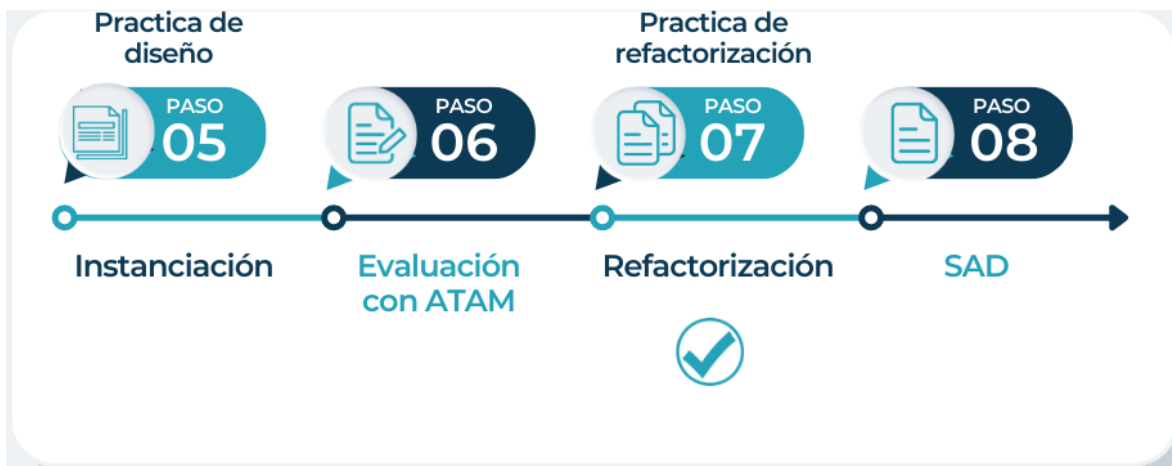 Practica de
diseño
Practica de
refactorización
PASO
05
PASO
06
PASO
07
PASO
08
Instanciación
Evaluación
con ATAM
Refactorización
SAD